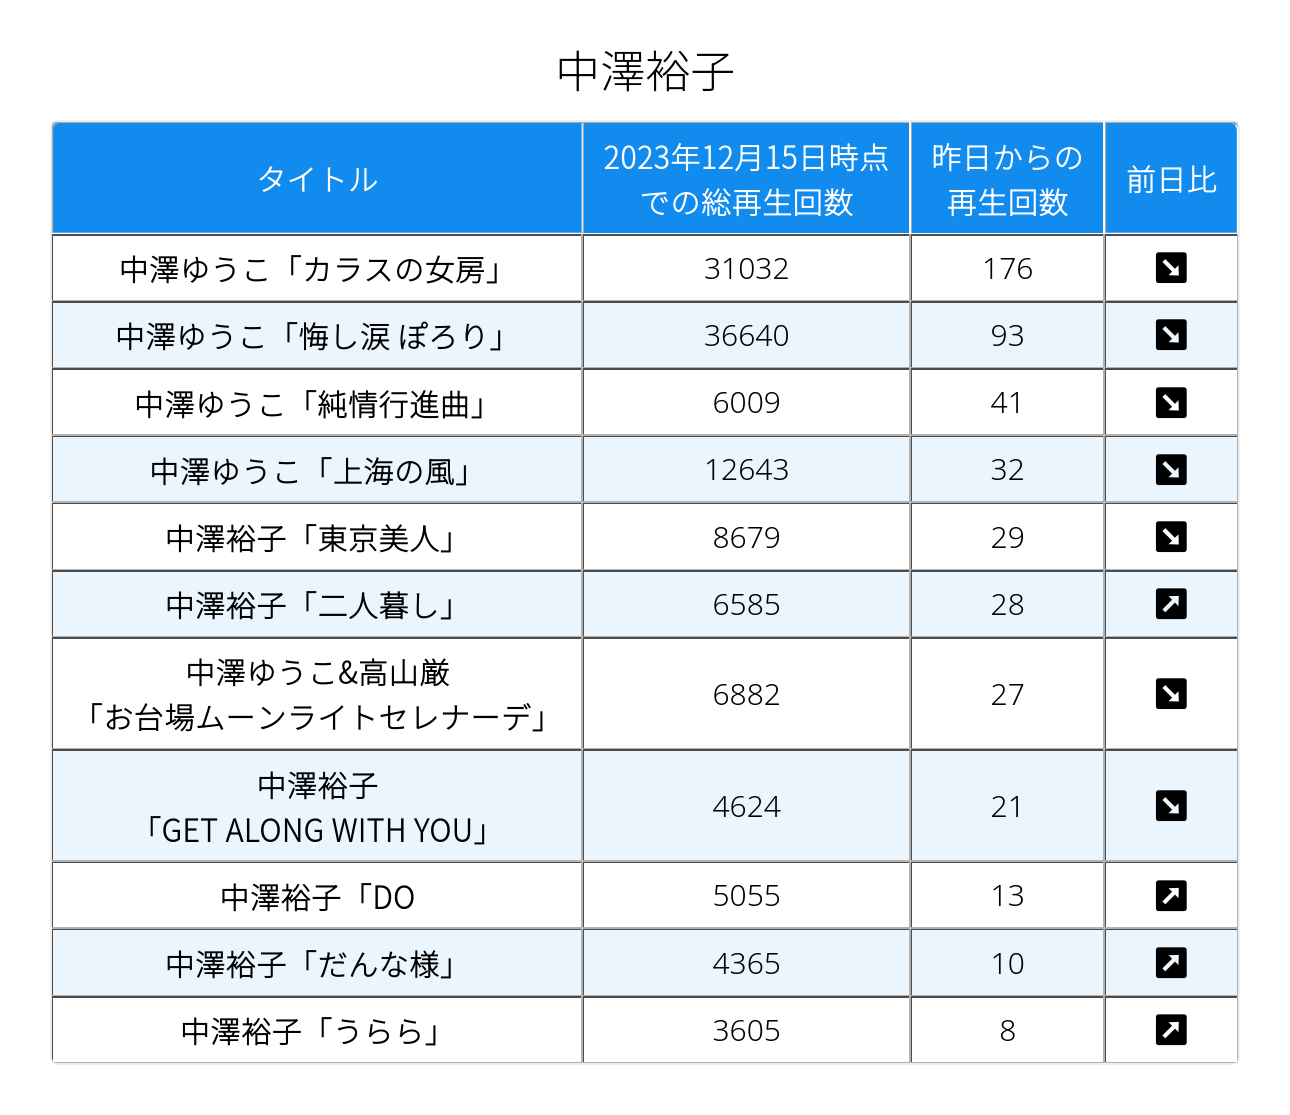 中澤裕子
タイトル
2023年12月15日時点
での総再生回数
昨日からの
再生回数
前日比
中澤ゆうこ「カラスの女房」 31032 176
中澤ゆうこ「悔し涙 ぽろり」 36640 93
中澤ゆうこ「純情行進曲」 6009 41
中澤ゆうこ「上海の風」 12643 32
中澤裕子「東京美人」 8679 29
中澤裕子「二人暮し」 6585 28
中澤ゆうこ&高山厳
「お台場ムーンライトセレナーデ」 6882 27
中澤裕子
「GET ALONG WITH YOU」 4624 21
中澤裕子「DO 5055 13
中澤裕子「だんな様」 4365 10
中澤裕子「うらら」 3605 8